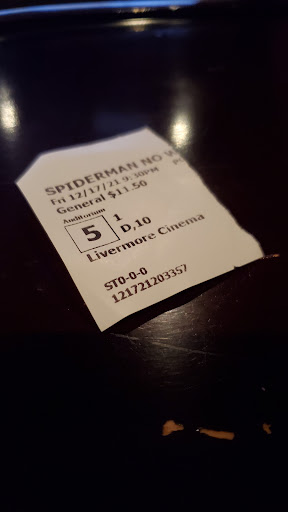 SPIDERMAN NO
Fri 12/17/21 9:30PM
General $11.50
Auditorium
5
1
D,10
Livermore Cinema
ST0-0-0
121721203357